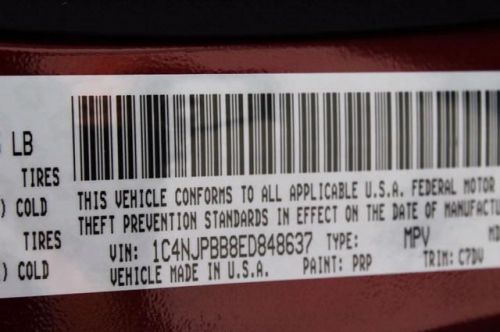 LB
TIRES
THIS VEHICLE CONFORMS TO ALL APPLICABLE U.S.A. FEDERAL MOTOR
) COLD
THEFT PREVENTION STANDARDS IN EFFECT ON THE DATE OF MANUFACTU
TIRES
VIN: 1C4NJPBB8ED848637 TYPE: MPV MD
) COLD
VEHICLE MADE IN U.S.A. PAINT: PRP TRIM: C7DV